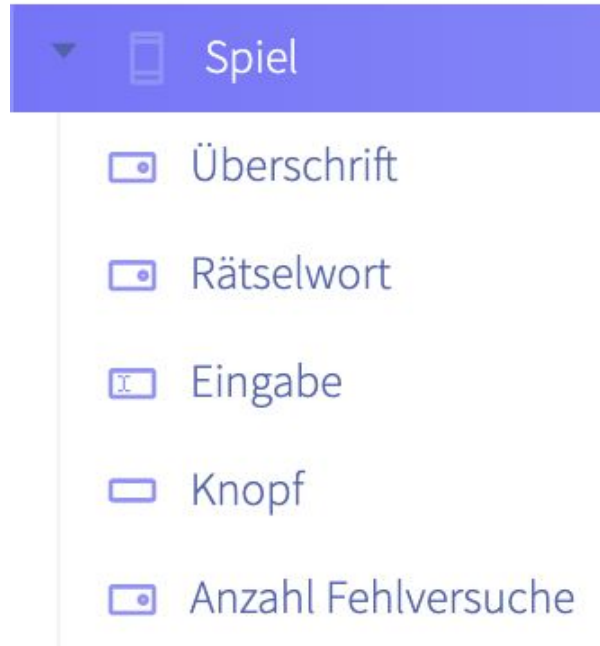 Spiel
Überschrift
Rätselwort
Eingabe
Knopf
Anzahl Fehlversuche